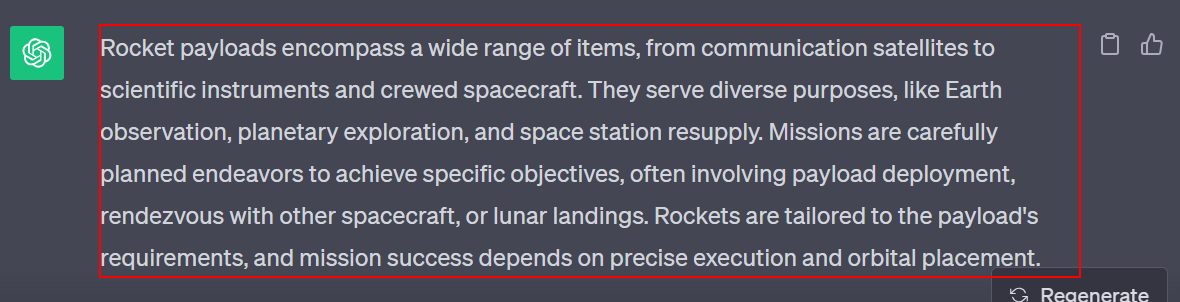 Rocket payloads encompass a wide range of items, from communication satellites to
scientific instruments and crewed spacecraft. They serve diverse purposes, like Earth
observation, planetary exploration, and space station resupply. Missions are carefully
planned endeavors to achieve specific objectives, often involving payload deployment,
rendezvous with other spacecraft, or lunar landings. Rockets are tailored to the payload's
requirements, and mission success depends on precise execution and orbital placement.
Regenerate